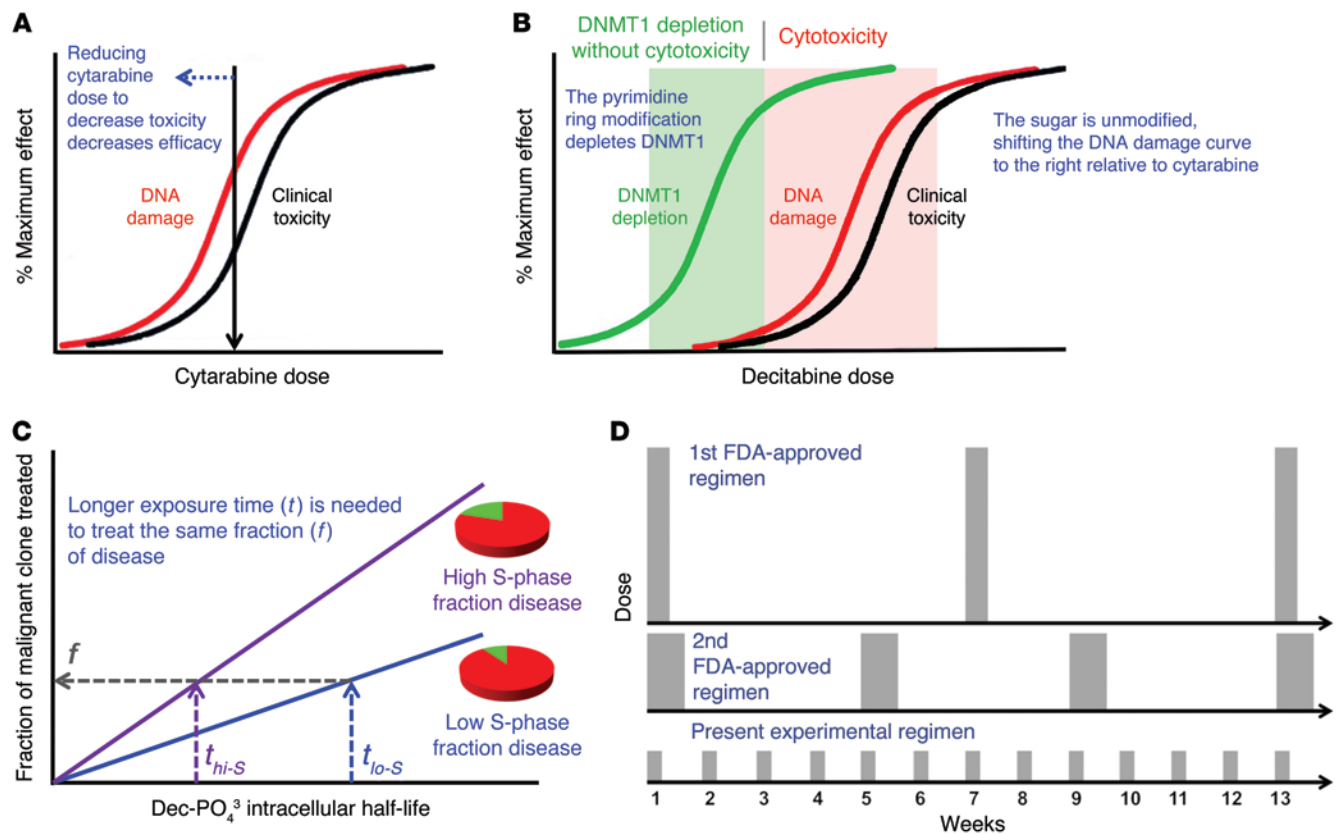 A
Reducing
cytarabine
dose to
decrease toxicity
decreases efficacy
DNA
damage
Clinical
toxicity
% Maximum effect
Cytarabine dose
B
DNMT1 depletion
without cytotoxicity
Cytotoxicity
The pyrimidine
ring modification
depletes DNMT1
The sugar is unmodified,
shifting the DNA damage curve
to the right relative to cytarabine
DNMT1
depletion
DNA
damage
Clinical
toxicity
% Maximum effect
Decitabine dose
C
Longer exposure time (t) is needed
to treat the same fraction (f)
of disease
High S-phase
fraction disease
f
Low S-phase
fraction disease
t hi-S
t lo-S
Fraction of malignant clone treated
Dec-PO₄³ intracellular half-life
D
1st FDA-approved
regimen
Dose
2nd
FDA-approved
regimen
Present experimental regimen
1 2 3 4 5 6 7 8 9 10 11 12 13
Weeks